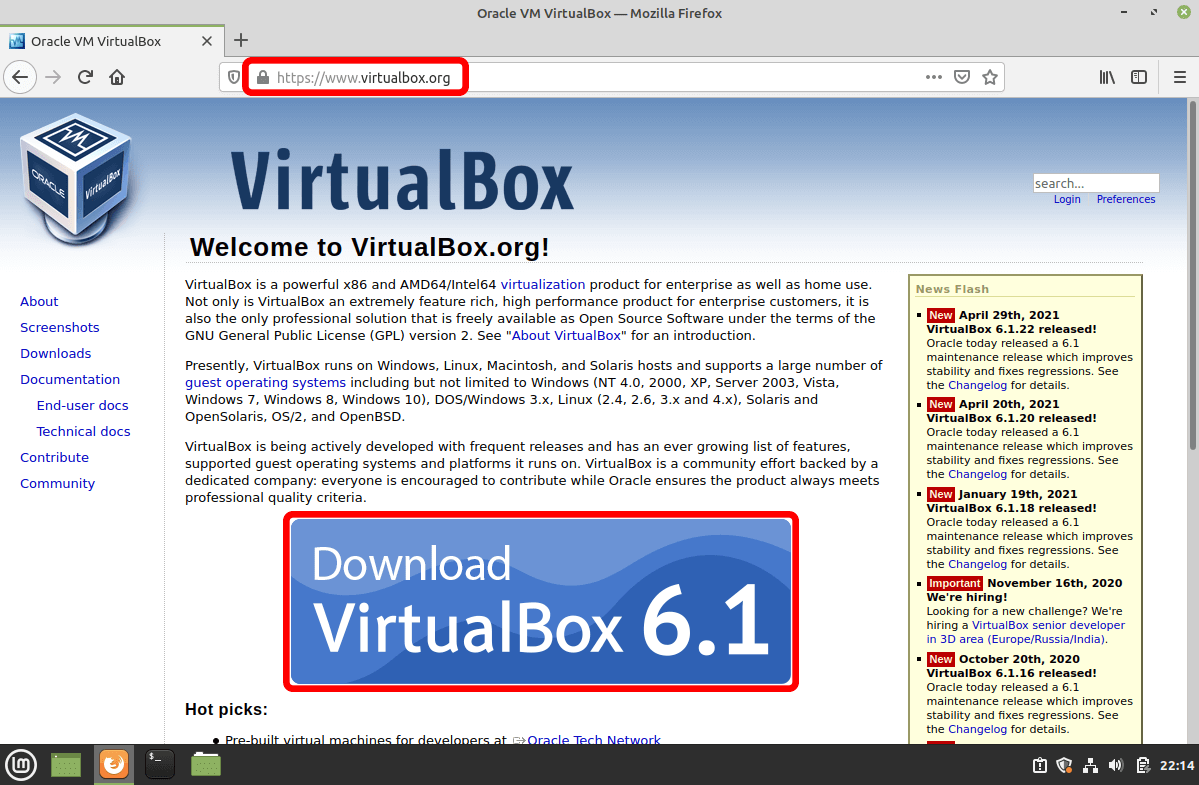 Oracle VM VirtualBox — Mozilla Firefox
Oracle VM VirtualBox
https://www.virtualbox.org
ORACLE
VirtualBox
VirtualBox
search...
Login Preferences
Welcome to VirtualBox.org!
About
Screenshots
Downloads
Documentation
End-user docs
Technical docs
Contribute
Community
VirtualBox is a powerful x86 and AMD64/Intel64 virtualization product for enterprise as well as home use.
Not only is VirtualBox an extremely feature rich, high performance product for enterprise customers, it is
also the only professional solution that is freely available as Open Source Software under the terms of the
GNU General Public License (GPL) version 2. See "About VirtualBox" for an introduction.
Presently, VirtualBox runs on Windows, Linux, Macintosh, and Solaris hosts and supports a large number of
guest operating systems including but not limited to Windows (NT 4.0, 2000, XP, Server 2003, Vista,
Windows 7, Windows 8, Windows 10), DOS/Windows 3.x, Linux (2.4, 2.6, 3.x and 4.x), Solaris and
OpenSolaris, OS/2, and OpenBSD.
VirtualBox is being actively developed with frequent releases and has an ever growing list of features,
supported guest operating systems and platforms it runs on. VirtualBox is a community effort backed by a
dedicated company: everyone is encouraged to contribute while Oracle ensures the product always meets
professional quality criteria.
Download
VirtualBox 6.1
Hot picks:
Pre-built virtual machines for developers at Oracle Tech Network
News Flash
New April 29th, 2021
VirtualBox 6.1.22 released!
Oracle today released a 6.1
maintenance release which improves
stability and fixes regressions. See
the Changelog for details.
New April 20th, 2021
VirtualBox 6.1.20 released!
Oracle today released a 6.1
maintenance release which improves
stability and fixes regressions. See
the Changelog for details.
New January 19th, 2021
VirtualBox 6.1.18 released!
Oracle today released a 6.1
maintenance release which improves
stability and fixes regressions. See
the Changelog for details.
Important November 16th, 2020
We're hiring!
Looking for a new challenge? We're
hiring a VirtualBox senior developer
in 3D area (Europe/Russia/India).
New October 20th, 2020
VirtualBox 6.1.16 released!
Oracle today released a 6.1
maintenance release which improves
stability and fixes regressions. See
the Changelog for details.
$_
22:14